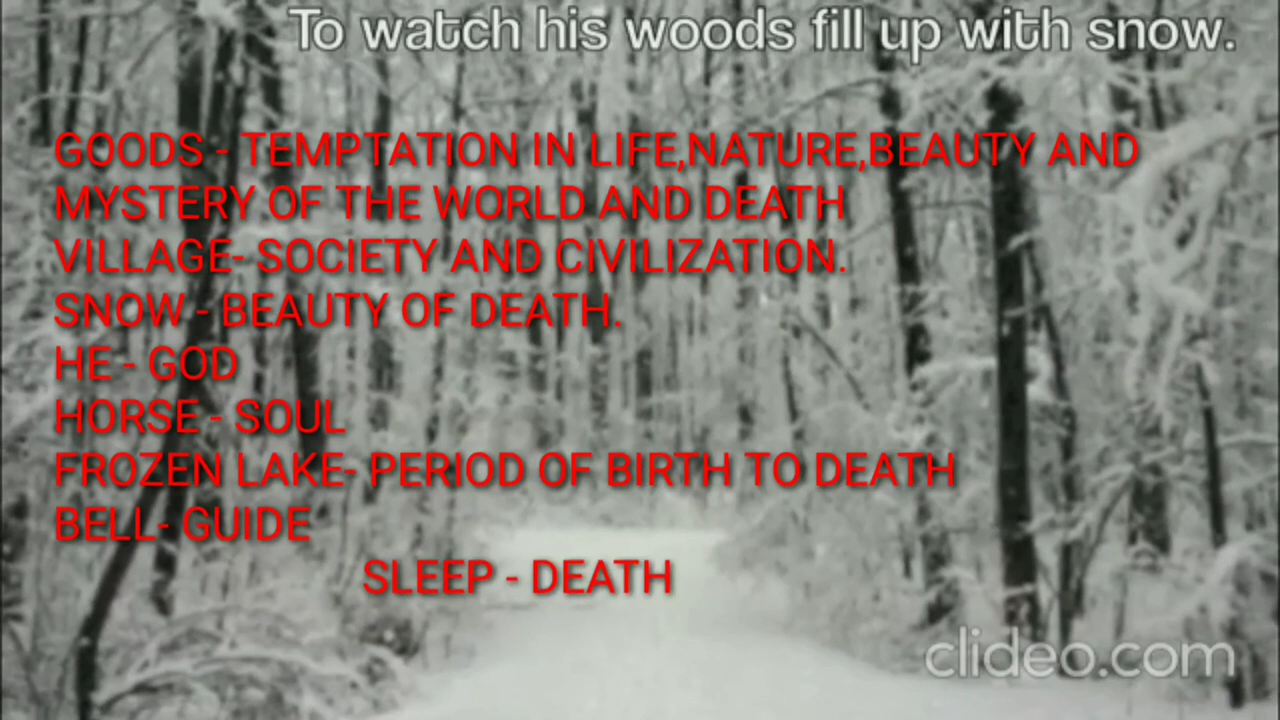 To watch his woods fill up with snow.
GOODS - TEMPTATION IN LIFE,NATURE,BEAUTY AND
MYSTERY OF THE WORLD AND DEATH
VILLAGE- SOCIETY AND CIVILIZATION.
SNOW - BEAUTY OF DEATH.
HE - GOD
HORSE - SOUL
FROZEN LAKE- PERIOD OF BIRTH TO DEATH
BELL- GUIDE
SLEEP - DEATH
clideo.com